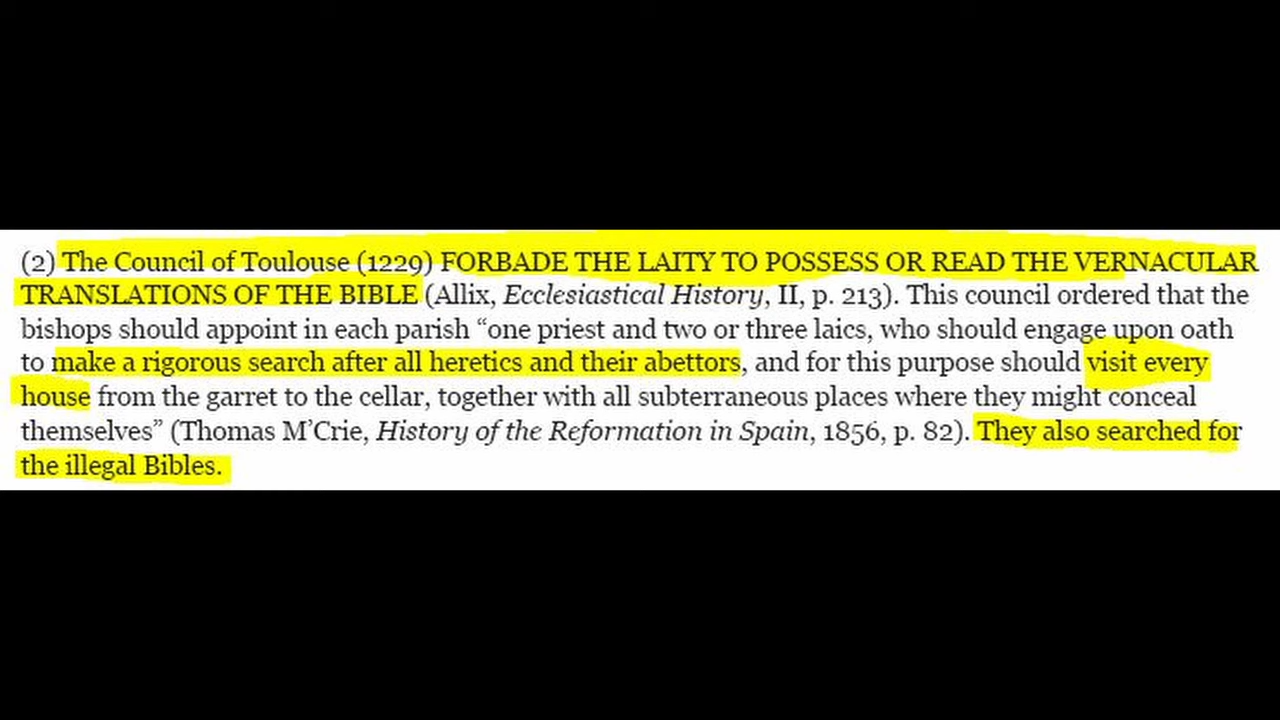 (2) The Council of Toulouse (1229) FORBADE THE LAITY TO POSSESS OR READ THE VERNACULAR
TRANSLATIONS OF THE BIBLE (Allix, Ecclesiastical History, II, p. 213). This council ordered that the
bishops should appoint in each parish “one priest and two or three laics, who should engage upon oath
to make a rigorous search after all heretics and their abettors, and for this purpose should visit every
house from the garret to the cellar, together with all subterraneous places where they might conceal
themselves” (Thomas M’Crie, History of the Reformation in Spain, 1856, p. 82). They also searched for
the illegal Bibles.